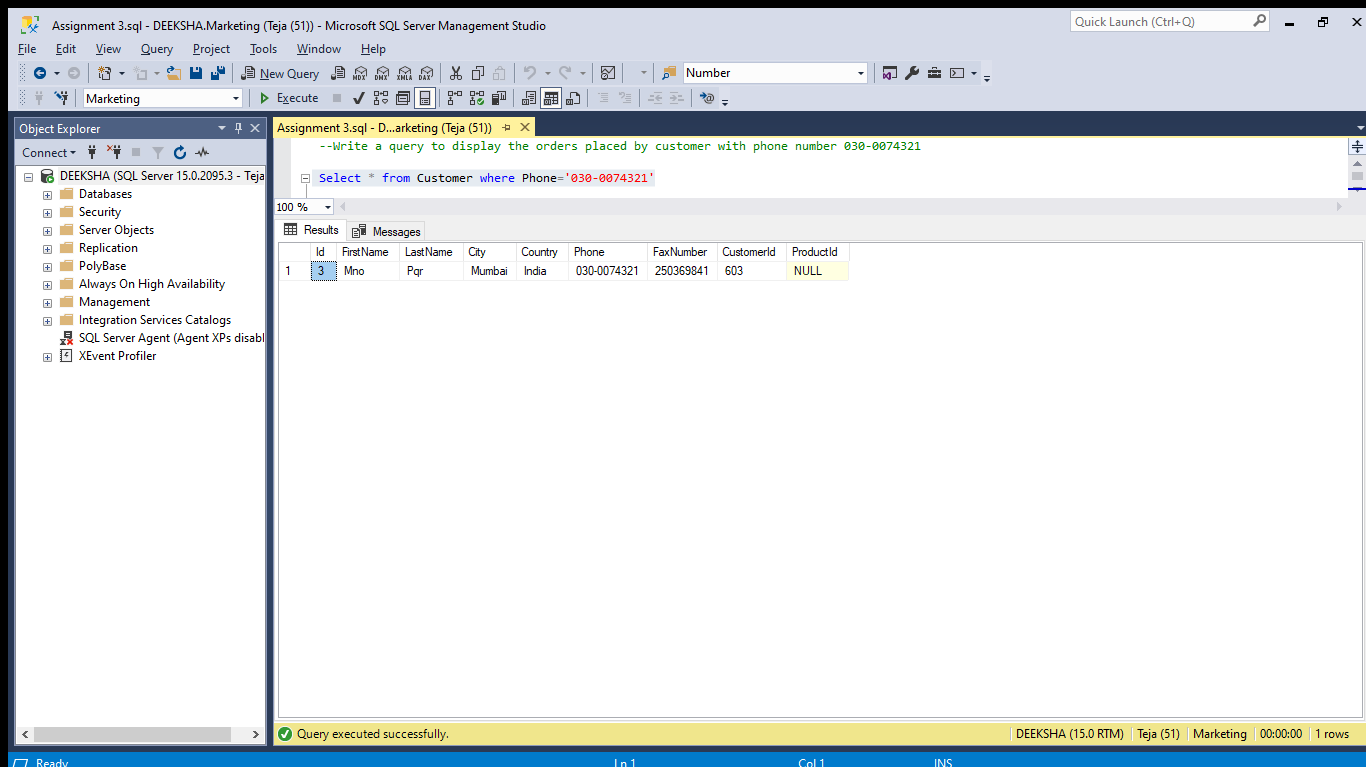 Assignment 3.sql - DEEKSHA.Marketing (Teja (51)) - Microsoft SQL Server Management Studio
Quick Launch (Ctrl+Q)
File Edit View Query Project Tools Window Help
New Query MDX DMX XMLA DAX Number
Marketing Execute
Object Explorer
Connect
DEEKSHA (SQL Server 15.0.2095.3 - Teja
Databases
Security
Server Objects
Replication
PolyBase
Always On High Availability
Management
Integration Services Catalogs
SQL Server Agent (Agent XPs disabl
XEvent Profiler
Assignment 3.sql - D...arketing (Teja (51))
--Write a query to display the orders placed by customer with phone number 030-0074321
Select * from Customer where Phone='030-0074321'
100 %
Results Messages
Id FirstName LastName City Country Phone FaxNumber CustomerId ProductId
1 3 Mno Pqr Mumbai India 030-0074321 250369841 603 NULL
Query executed successfully. DEEKSHA (15.0 RTM) Teja (51) Marketing 00:00:00 1 rows
Ready Ln 1 Col 1 INS